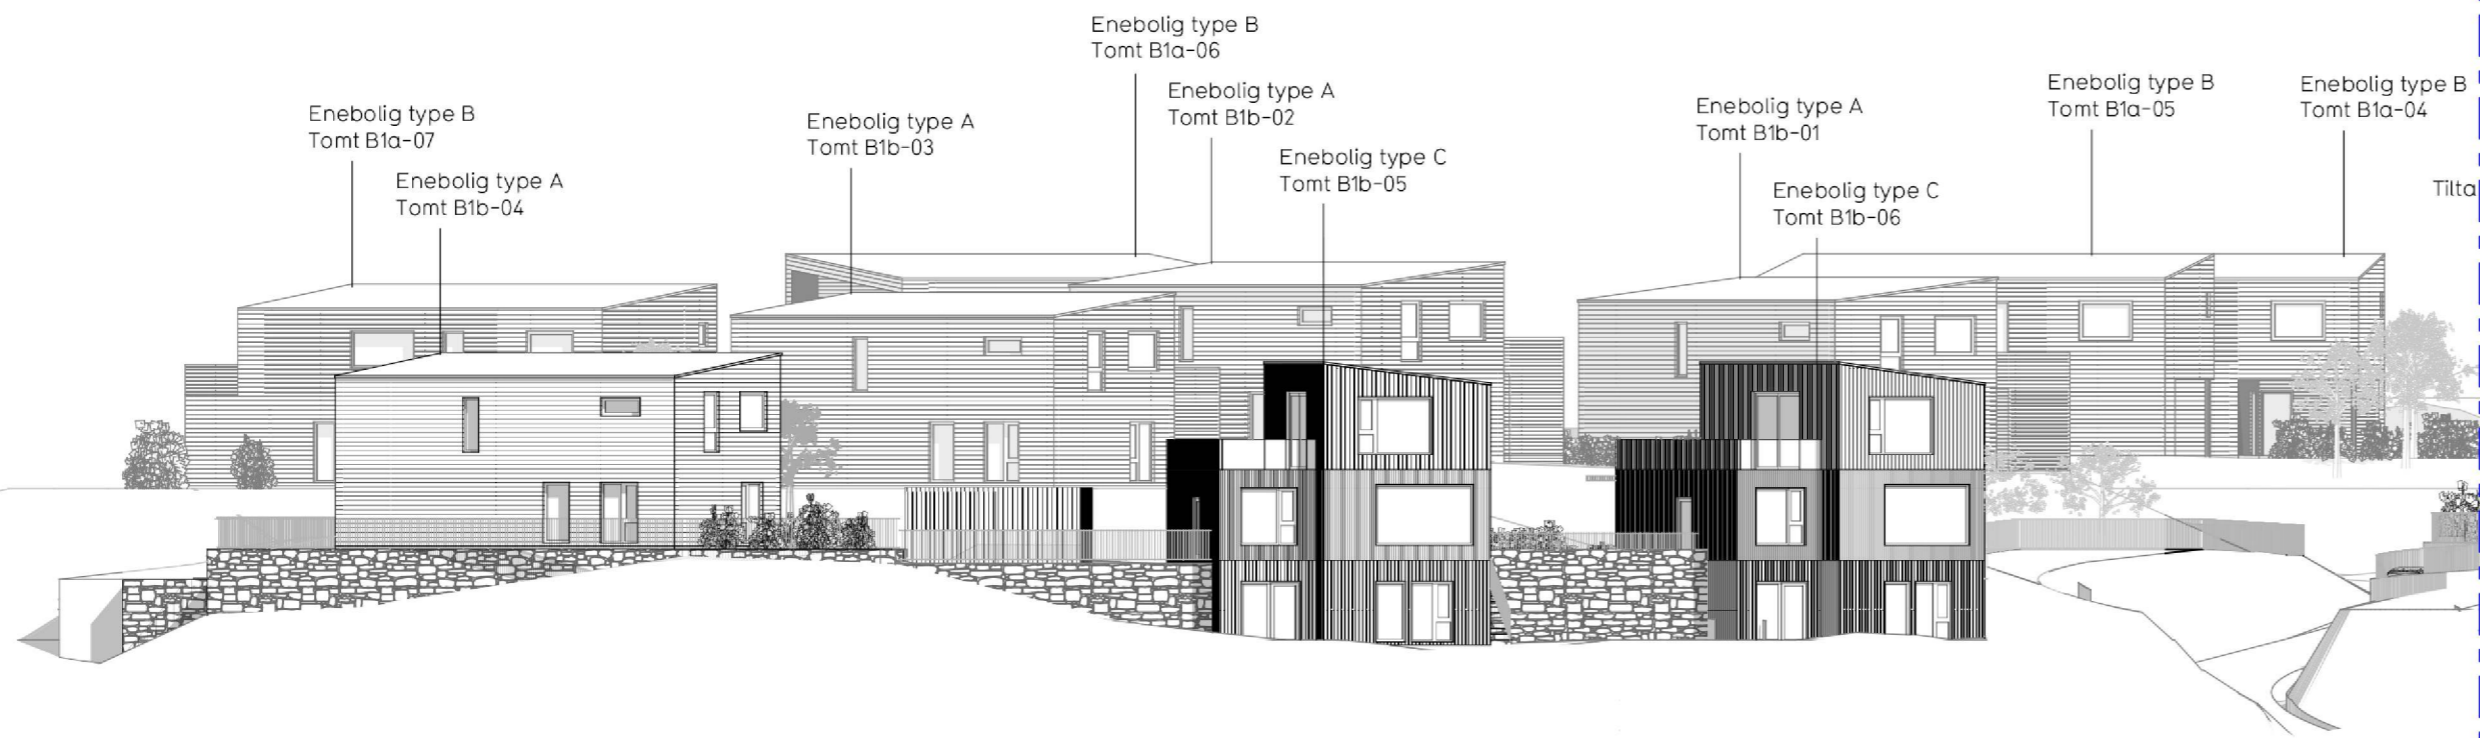 Enebolig type B
Tomt B1a-06
Enebolig type B
Tomt B1a-07
Enebolig type A
Tomt B1b-04
Enebolig type A
Tomt B1b-03
Enebolig type A
Tomt B1b-02
Enebolig type C
Tomt B1b-05
Enebolig type A
Tomt B1b-01
Enebolig type C
Tomt B1b-06
Enebolig type B
Tomt B1a-05
Enebolig type B
Tomt B1a-04
Tilta